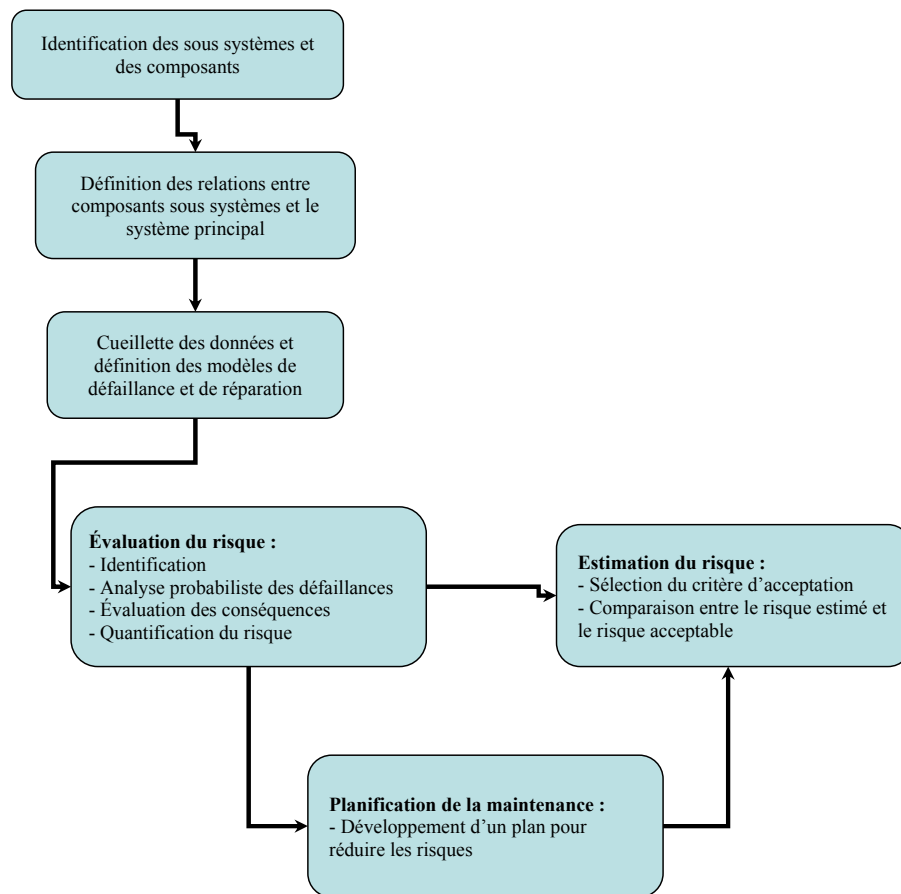 Identification des sous systèmes et
des composants
Définition des relations entre
composants sous systèmes et le
système principal
Cueillette des données et
définition des modèles de
défaillance et de réparation
Évaluation du risque :
- Identification
- Analyse probabiliste des défaillances
- Évaluation des conséquences
- Quantification du risque
Estimation du risque :
- Sélection du critère d’acceptation
- Comparaison entre le risque estimé et
le risque acceptable
Planification de la maintenance :
- Développement d’un plan pour
réduire les risques